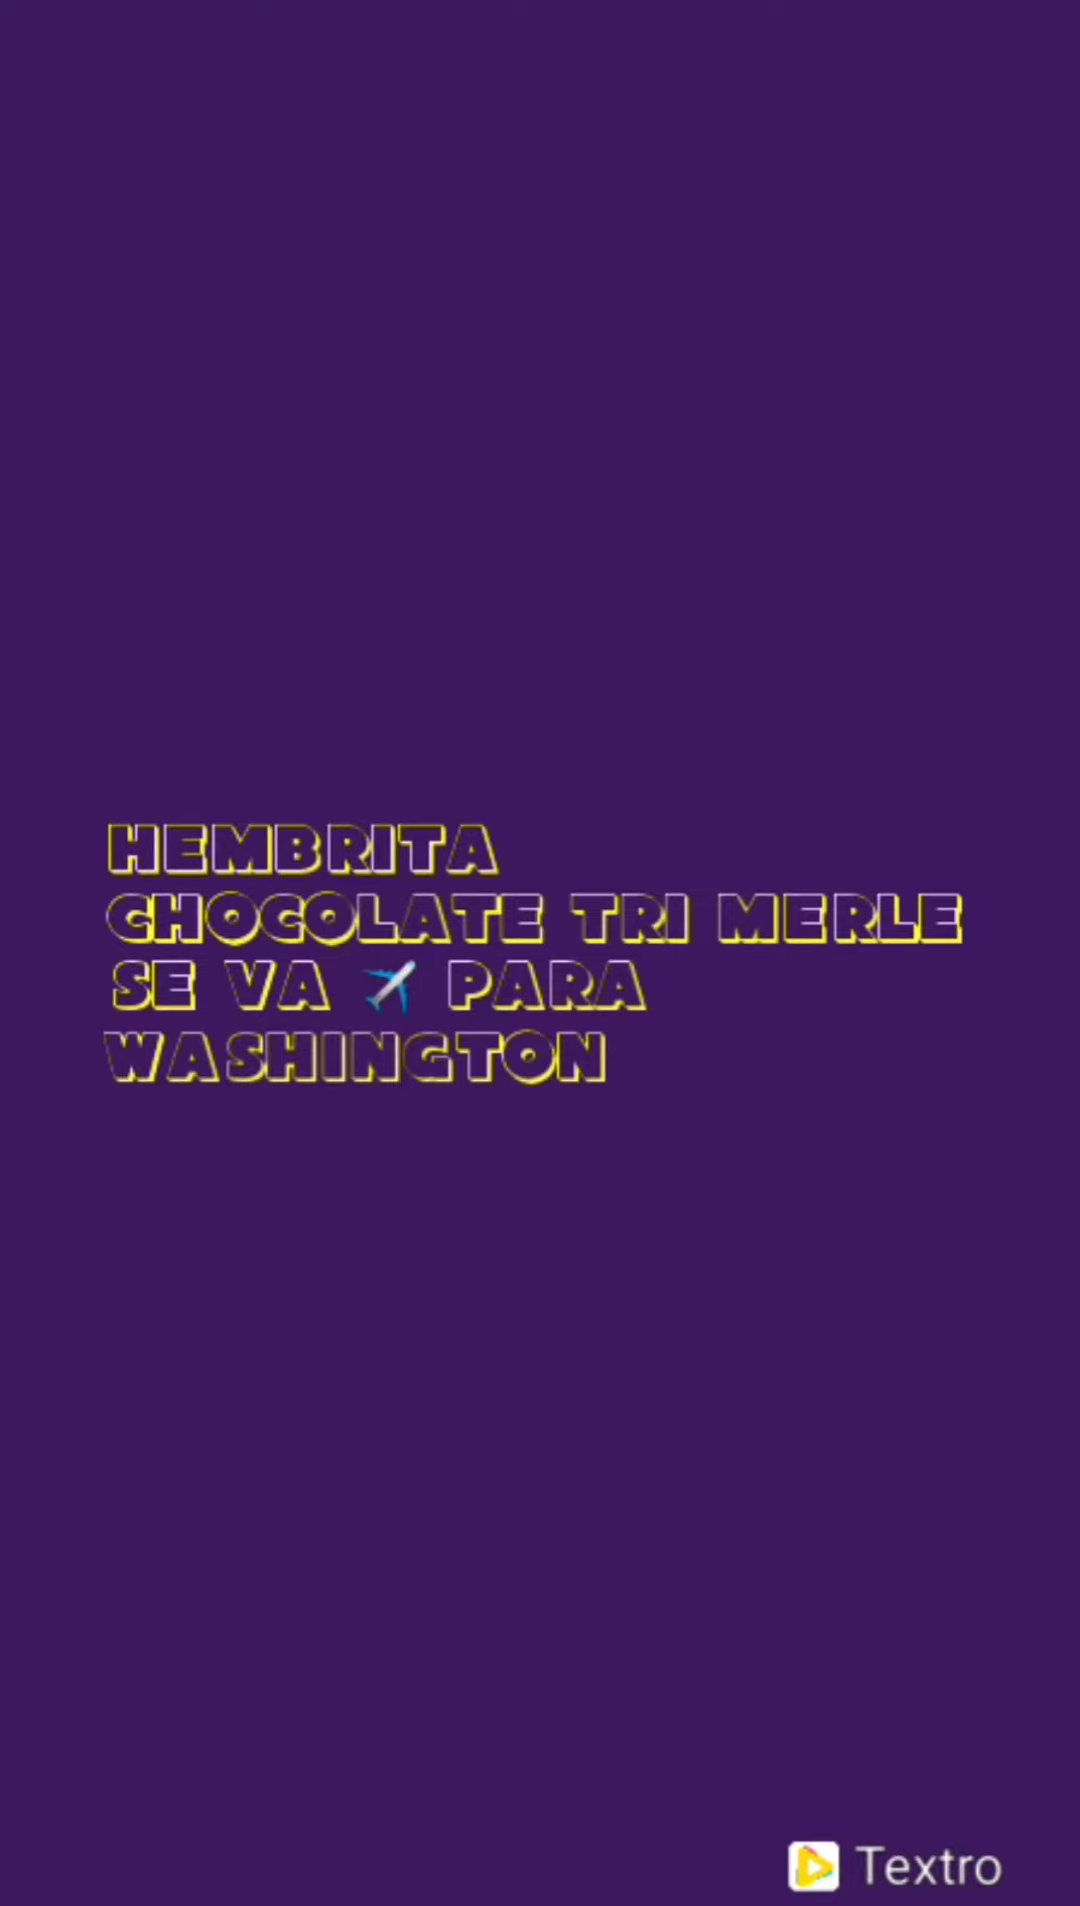 HEMBRITA
CHOCOLATE TRI MERLE
SE VA ✈️ PARA
WASHINGTON
Textro